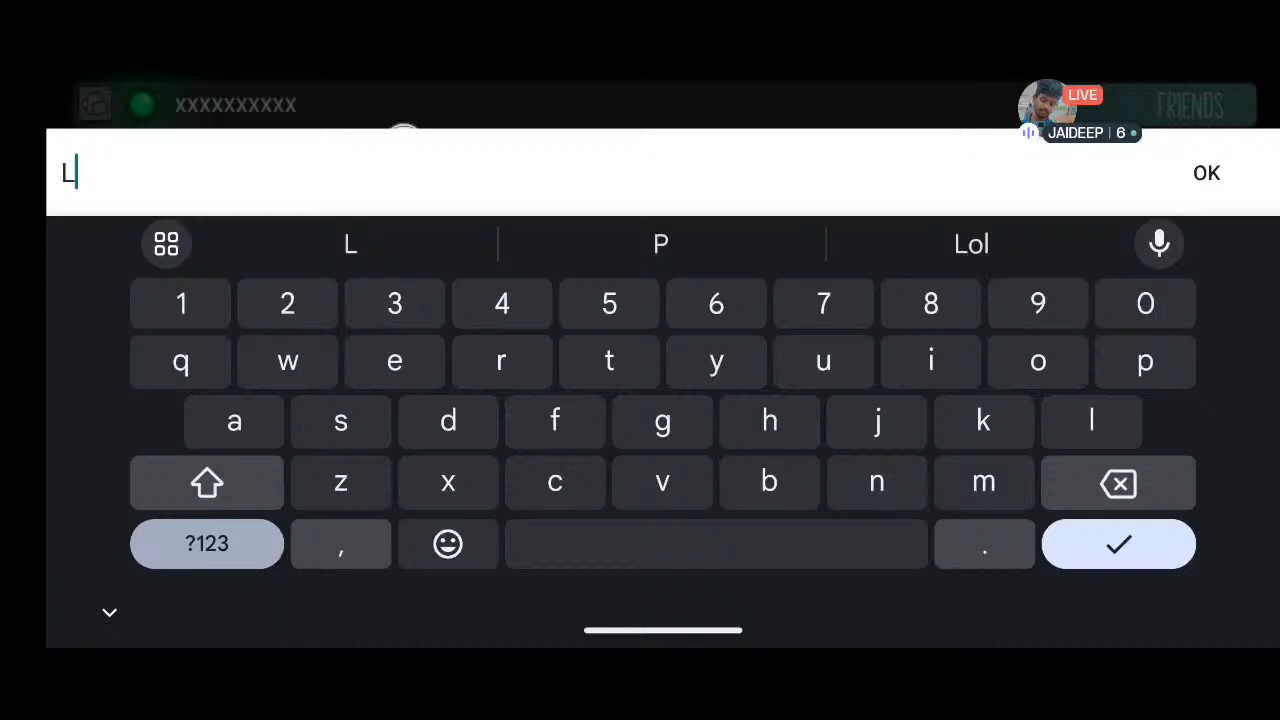 xxxxxxxxxx
LIVE
FRIENDS
JAIDEEP | 6
L
OK
L P Lol
1 2 3 4 5 6 7 8 9 0
q w e r t y u i o p
a s d f g h j k l
z x c v b n m
?123 , .